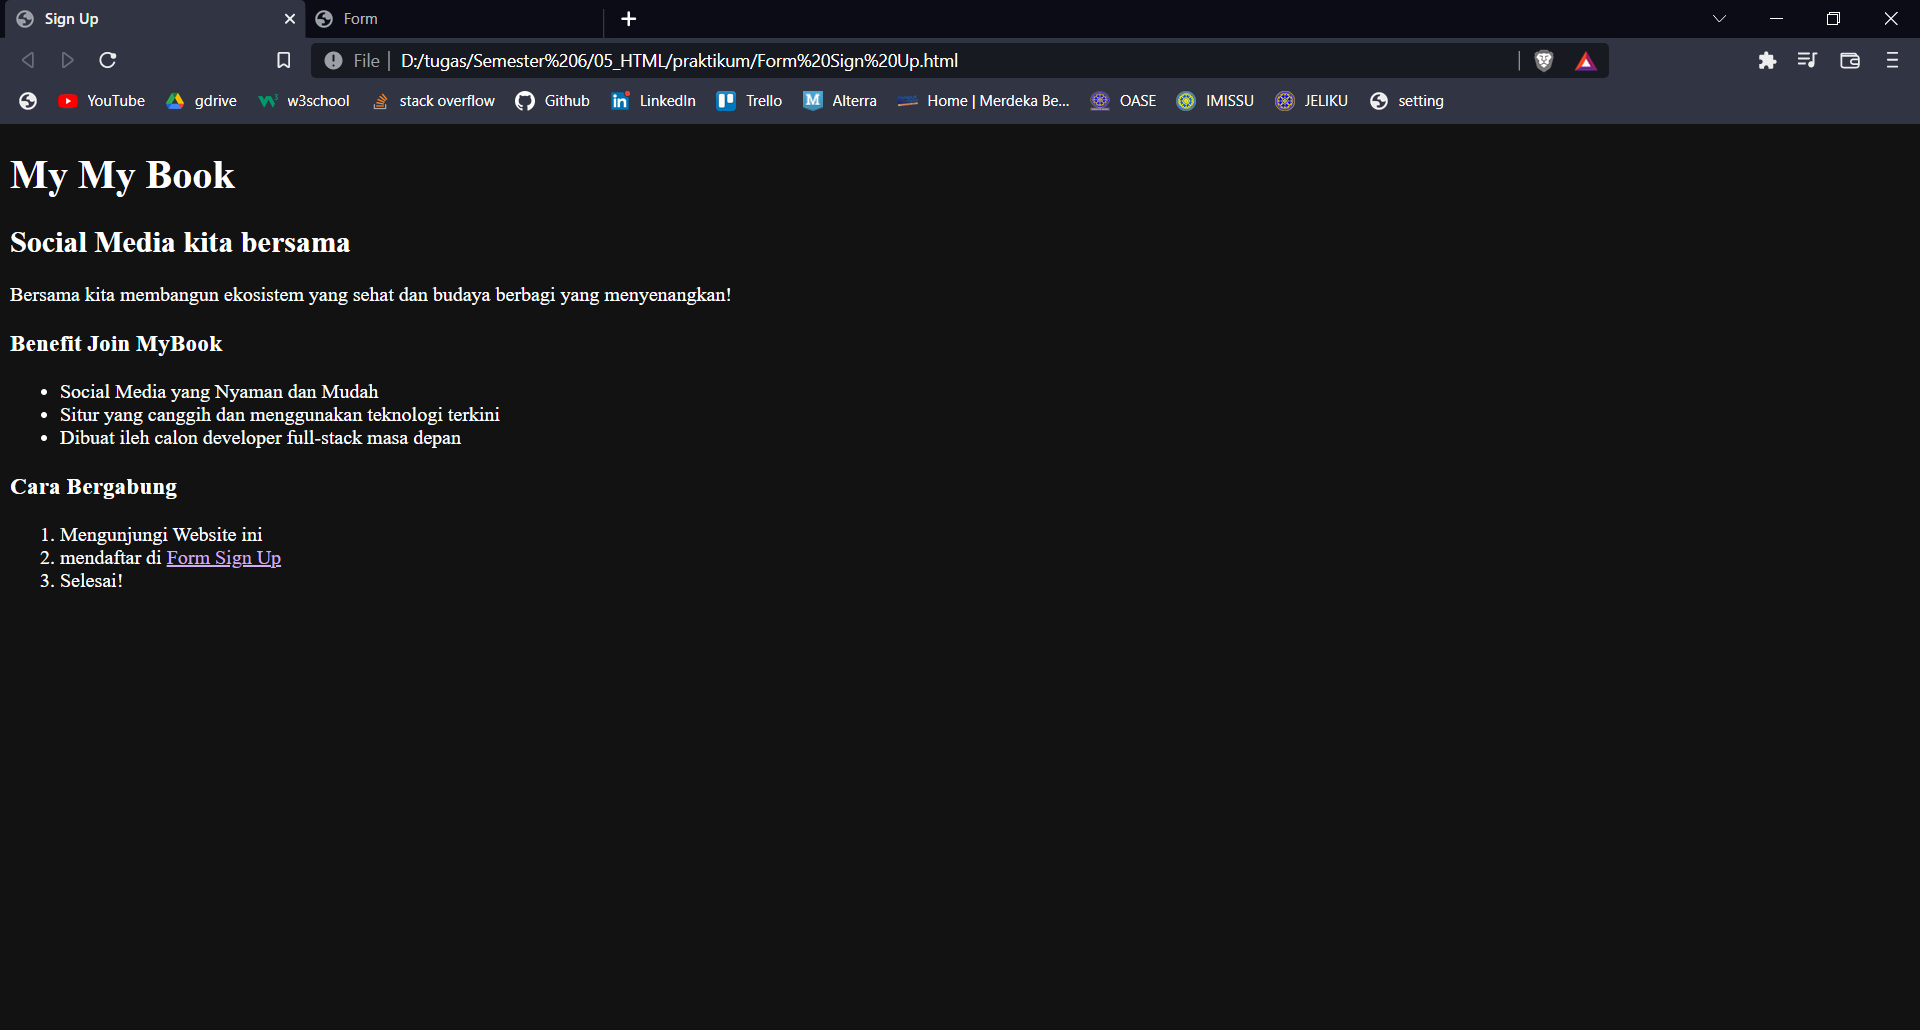 Sign Up
Form
File
D:/tugas/Semester%206/05_HTML/praktikum/Form%20Sign%20Up.html
YouTube gdrive w3school stack overflow Github LinkedIn Trello Alterra Home | Merdeka Be... OASE IMISSU JELIKU setting
My My Book
Social Media kita bersama
Bersama kita membangun ekosistem yang sehat dan budaya berbagi yang menyenangkan!
Benefit Join MyBook
• Social Media yang Nyaman dan Mudah
• Situr yang canggih dan menggunakan teknologi terkini
• Dibuat ileh calon developer full-stack masa depan
Cara Bergabung
1. Mengunjungi Website ini
2. mendaftar di Form Sign Up
3. Selesai!